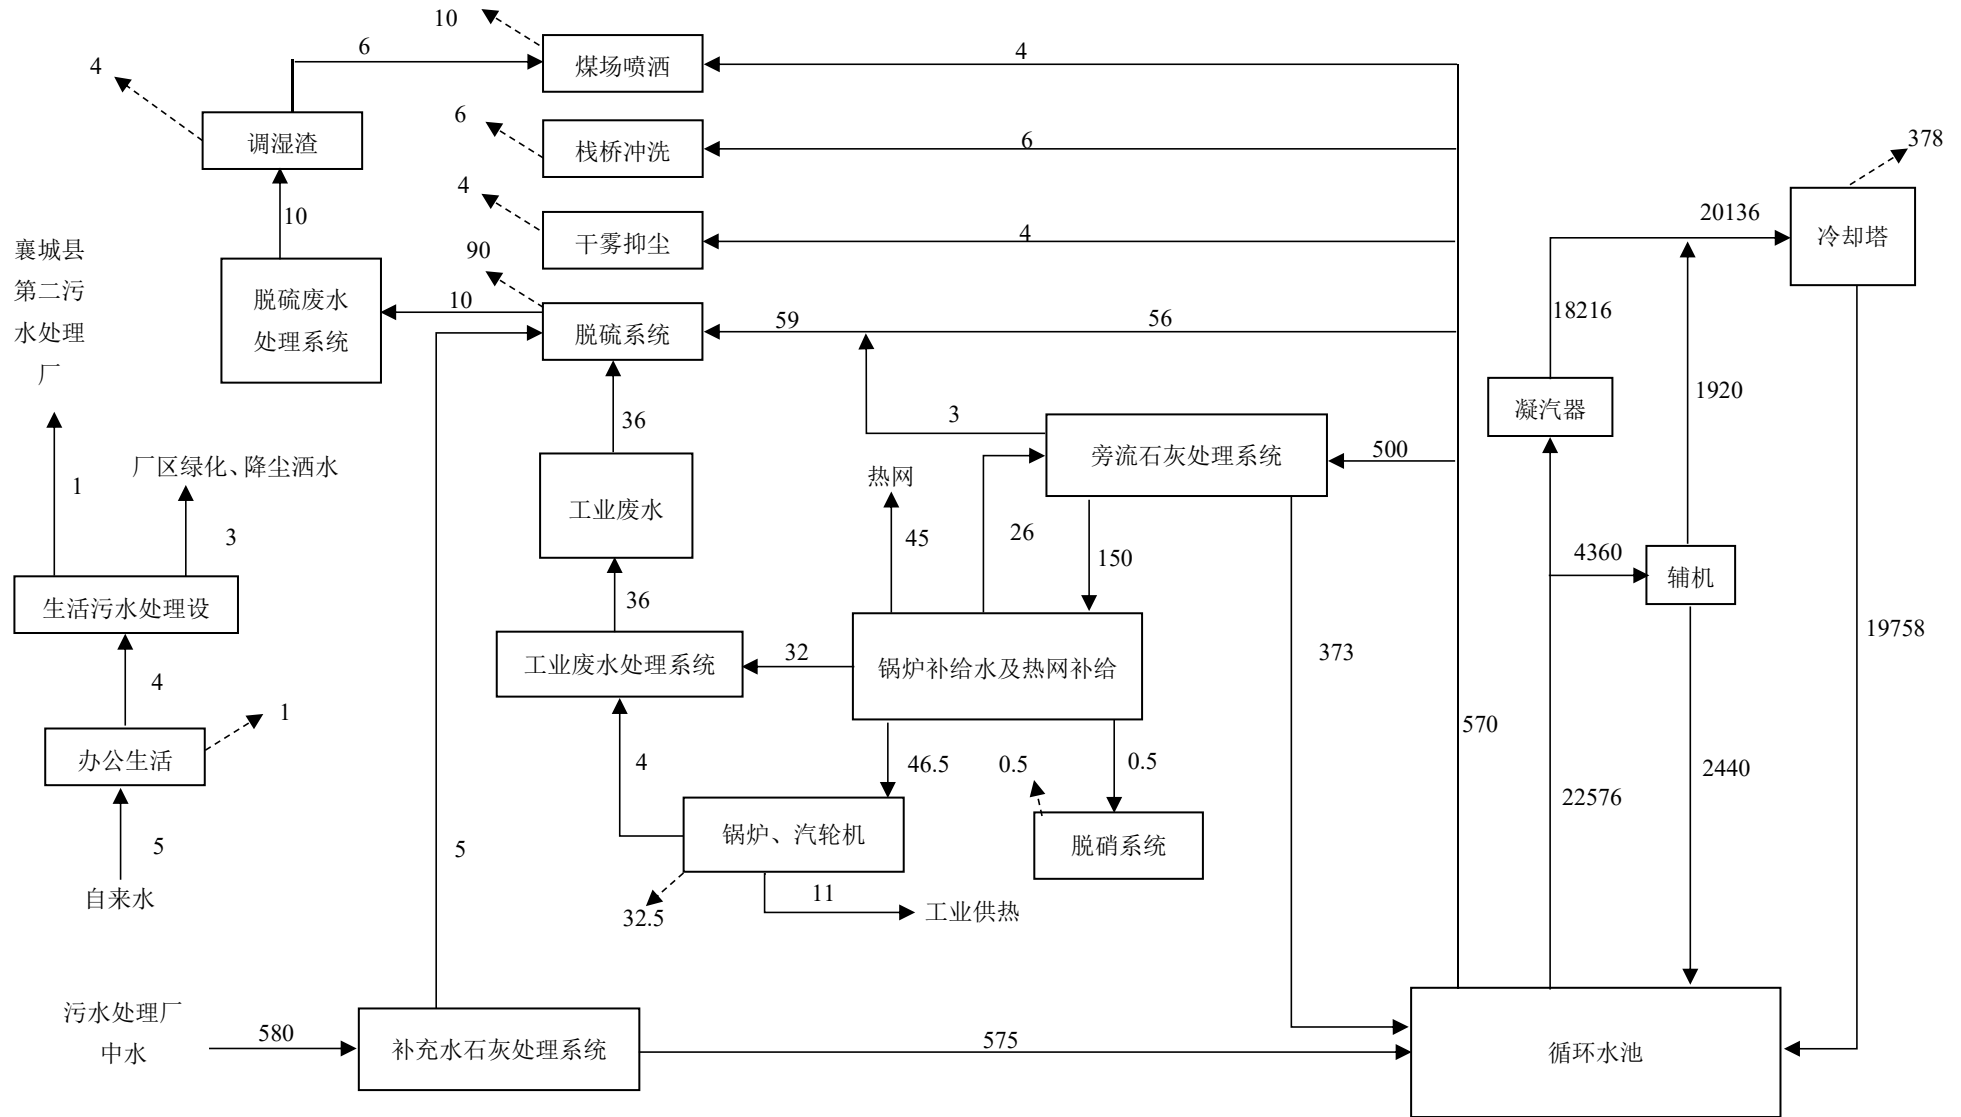 10
6
4
煤场喷洒
4
调湿渣
6
栈桥冲洗
6
378
10
4
干雾抑尘
4
20136
冷却塔
襄城县
第二污
水处理
厂
90
脱硫废水
处理系统
10
脱硫系统
59
56
18216
1920
凝汽器
36
3
旁流石灰处理系统
500
厂区绿化、降尘洒水
1
3
热网
45
26
150
工业废水
4360
辅机
生活污水处理设
36
工业废水处理系统
32
锅炉补给水及热网补给
373
19758
4
办公生活
1
570
4
46.5
0.5
0.5
2440
22576
锅炉、汽轮机
脱硝系统
5
自来水
5
32.5
11
工业供热
污水处理厂
中水
580
补充水石灰处理系统
575
循环水池